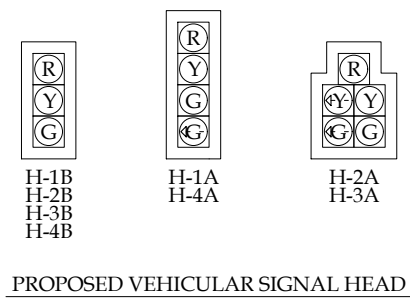 R
Y
G
H-1B
H-2B
H-3B
H-4B
R
Y
G
G
H-1A
H-4A
R
Y Y
G G
H-2A
H-3A
PROPOSED VEHICULAR SIGNAL HEAD